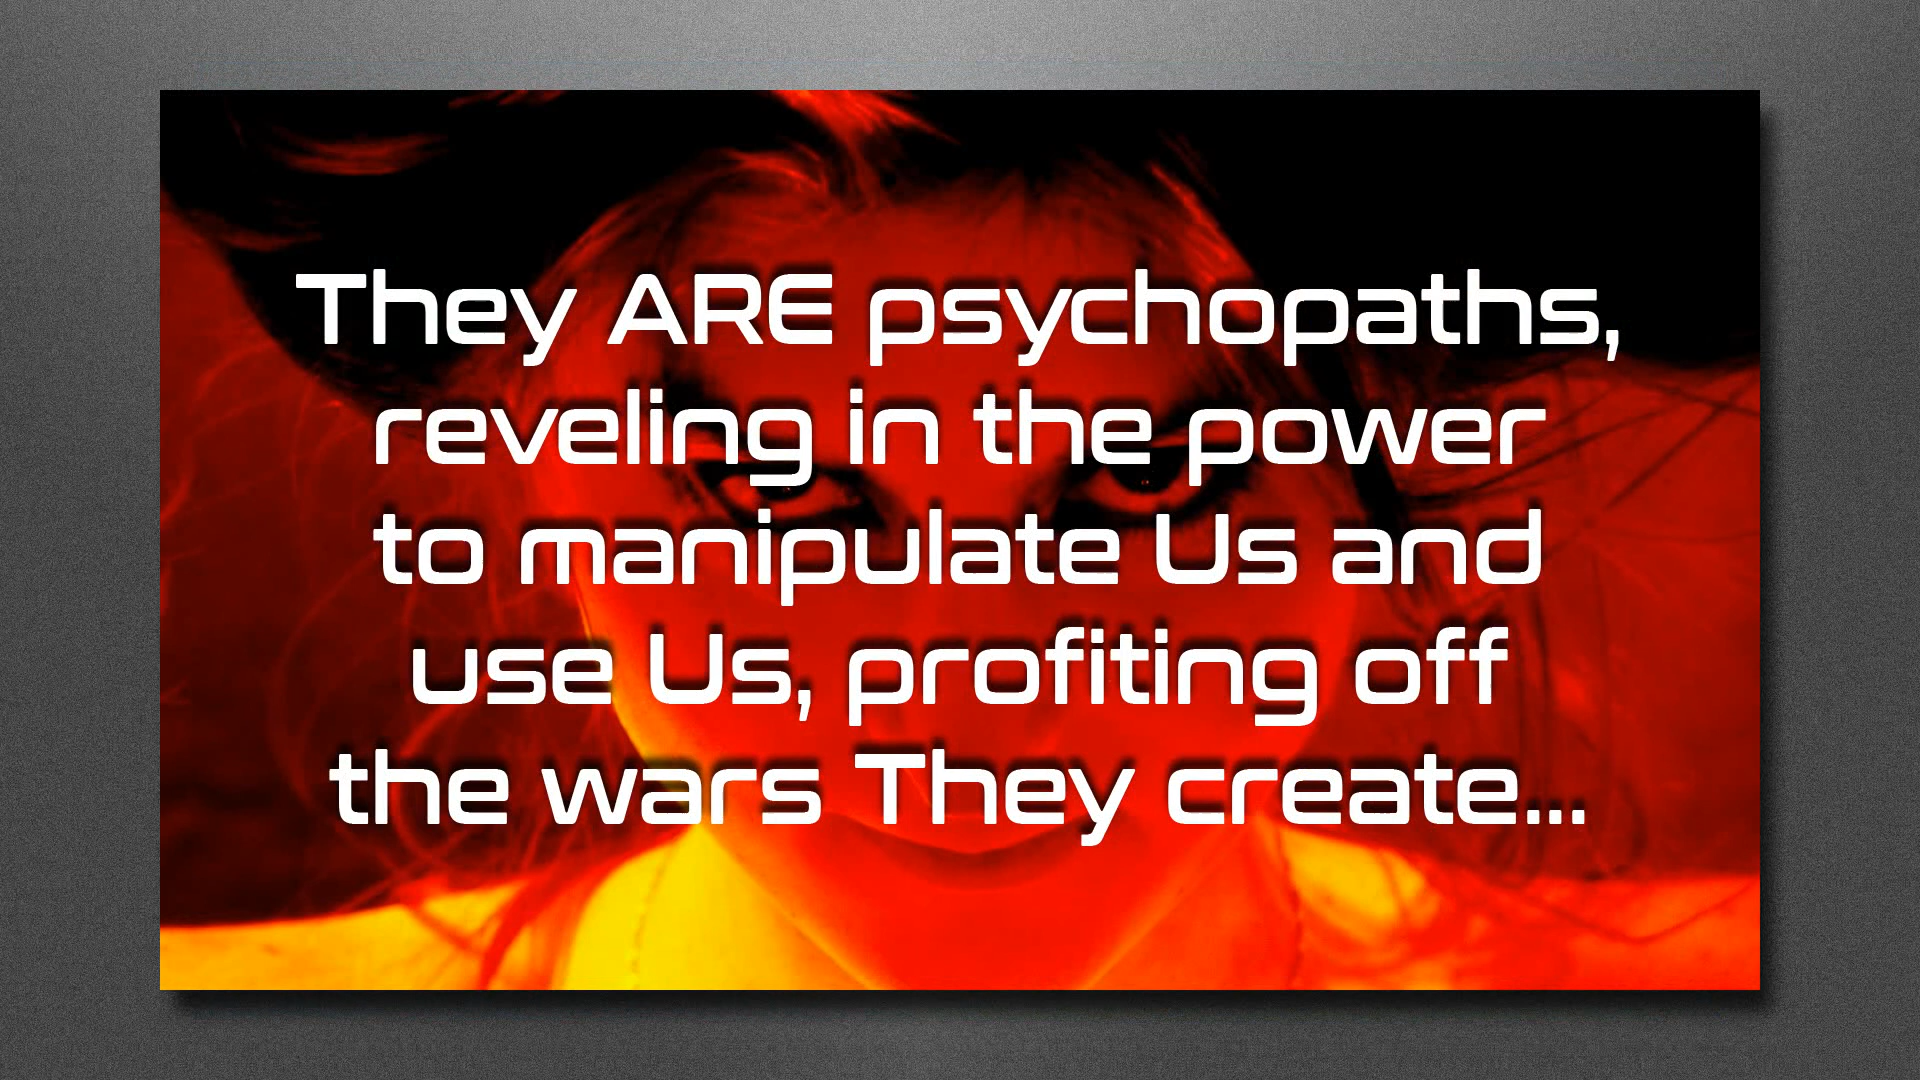 They ARE psychopaths,
reveling in the power
to manipulate Us and
use Us, profiting off
the wars They create...